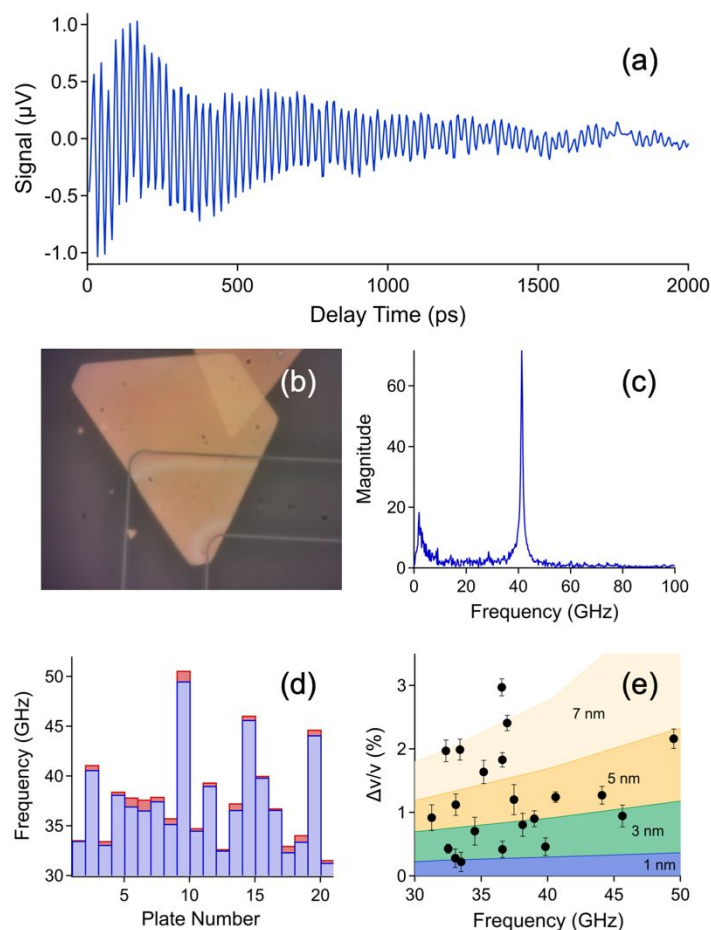 (a)
Signal (μV)
1.0
0.5
0.0
-0.5
-1.0
0
500
1000
1500
2000
Delay Time (ps)
(b)
(c)
Magnitude
60
40
20
0
0 20 40 60 80 100
Frequency (GHz)
(d)
Frequency (GHz)
50
45
40
35
30
5 10 15 20
Plate Number
(e)
Δν/ν (%)
3
2
1
0
7 nm
5 nm
3 nm
1 nm
30 35 40 45 50
Frequency (GHz)